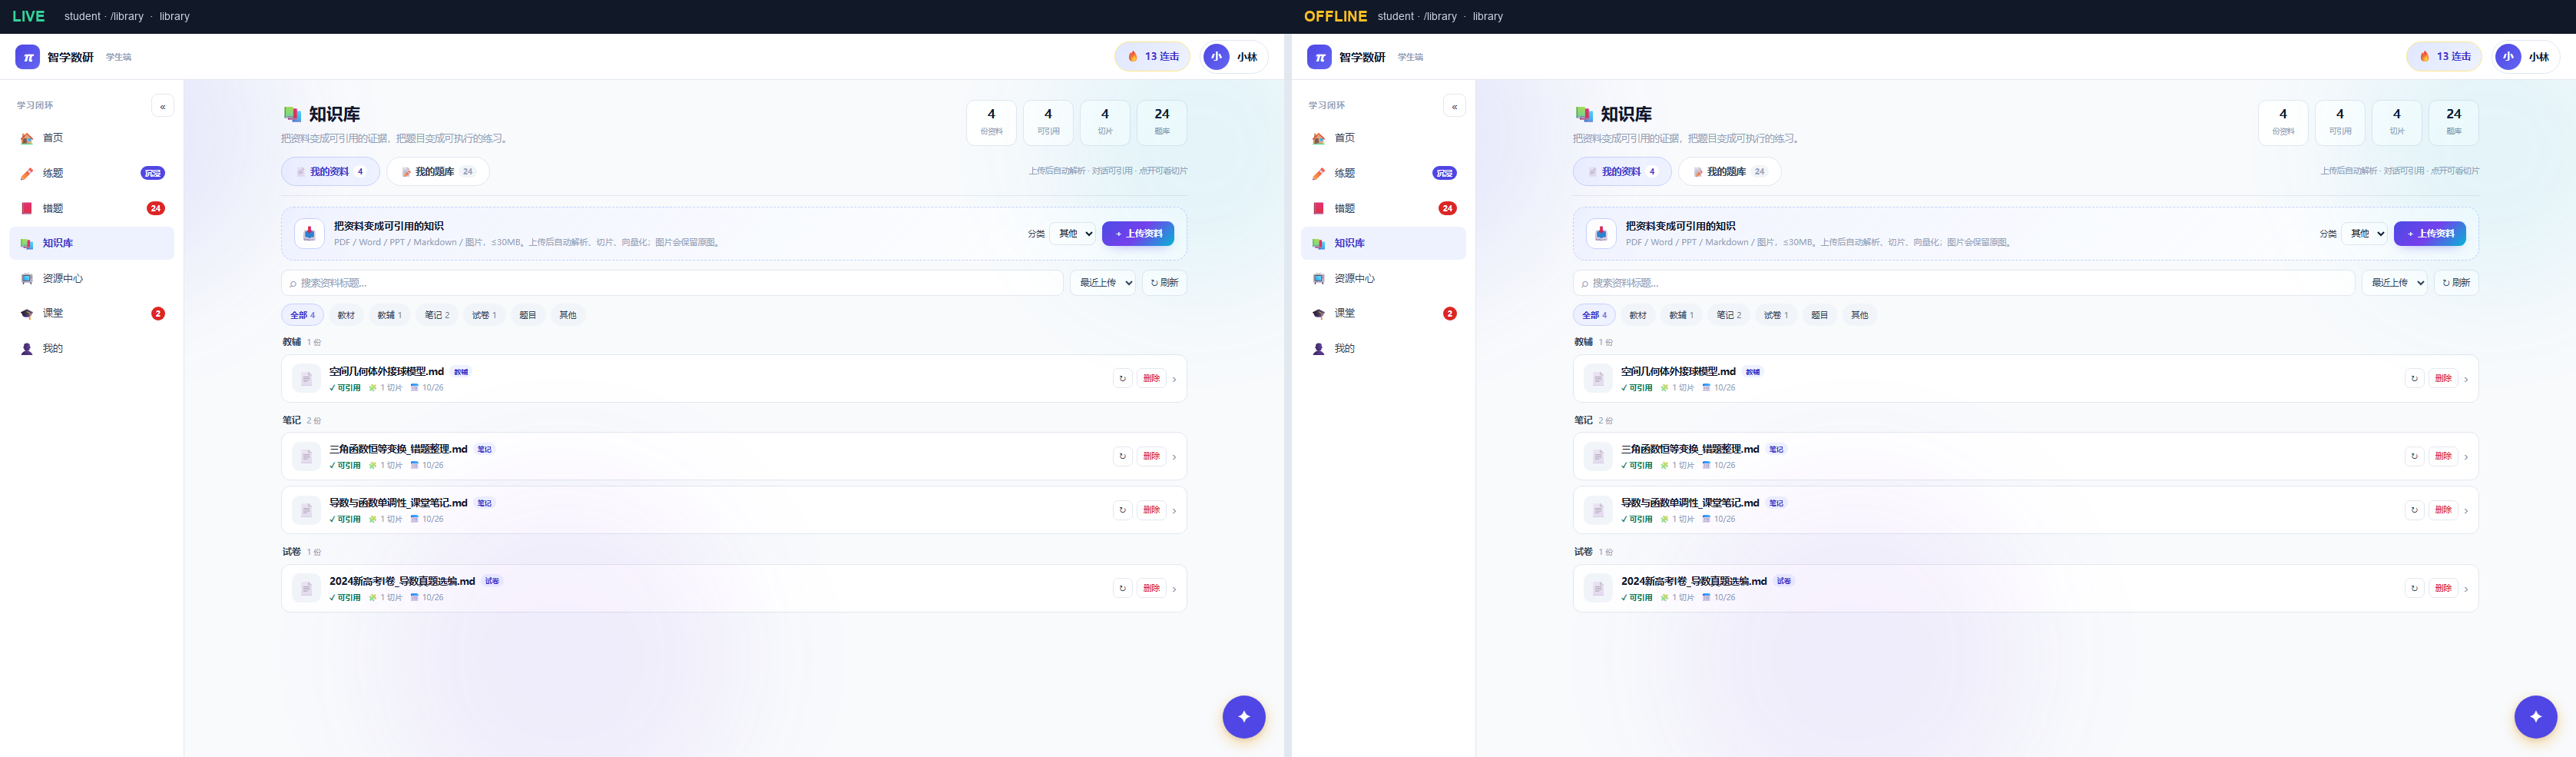 LIVE student · /library · library
π 智学数研 学生端
13 连击 小 小林
学习闭环 «
首页
练题 沉浸
错题 24
知识库
资源中心
课堂 2
我的
知识库
把资料变成可引用的证据，把题目变成可执行的练习。
4 份资料
4 可引用
4 切片
24 题库
我的资料 4 我的题库 24
上传后自动解析 · 对话可引用 · 点开可看切片
把资料变成可引用的知识
PDF / Word / PPT / Markdown / 图片，≤30MB。上传后自动解析、切片、向量化；图片会保留原图。
分类 其他 + 上传资料
搜索资料标题...
最近上传 ↻ 刷新
全部 4 教材 教辅 1 笔记 2 试卷 1 题目 其他
教辅 1 份
空间几何体外接球模型.md 教辅
✓ 可引用 1 切片 10/26
↻ 删除 ›
笔记 2 份
三角函数恒等变换_错题整理.md 笔记
✓ 可引用 1 切片 10/26
↻ 删除 ›
导数与函数单调性_课堂笔记.md 笔记
✓ 可引用 1 切片 10/26
↻ 删除 ›
试卷 1 份
2024新高考I卷_导数真题选编.md 试卷
✓ 可引用 1 切片 10/26
↻ 删除 ›
OFFLINE student · /library · library
π 智学数研 学生端
13 连击 小 小林
学习闭环 «
首页
练题 沉浸
错题 24
知识库
资源中心
课堂 2
我的
知识库
把资料变成可引用的证据，把题目变成可执行的练习。
4 份资料
4 可引用
4 切片
24 题库
我的资料 4 我的题库 24
上传后自动解析 · 对话可引用 · 点开可看切片
把资料变成可引用的知识
PDF / Word / PPT / Markdown / 图片，≤30MB。上传后自动解析、切片、向量化；图片会保留原图。
分类 其他 + 上传资料
搜索资料标题...
最近上传 ↻ 刷新
全部 4 教材 教辅 1 笔记 2 试卷 1 题目 其他
教辅 1 份
空间几何体外接球模型.md 教辅
✓ 可引用 1 切片 10/26
↻ 删除 ›
笔记 2 份
三角函数恒等变换_错题整理.md 笔记
✓ 可引用 1 切片 10/26
↻ 删除 ›
导数与函数单调性_课堂笔记.md 笔记
✓ 可引用 1 切片 10/26
↻ 删除 ›
试卷 1 份
2024新高考I卷_导数真题选编.md 试卷
✓ 可引用 1 切片 10/26
↻ 删除 ›